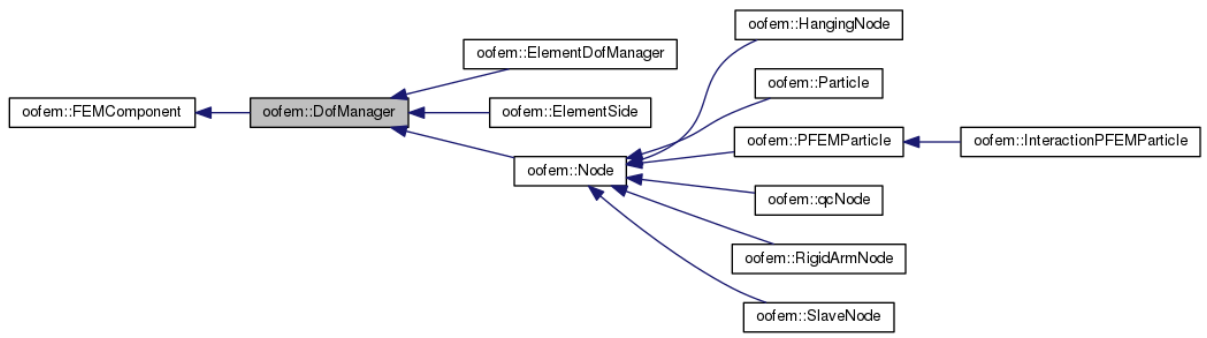 oofem::FEMComponent
oofem::DofManager
oofem::ElementDofManager
oofem::ElementSide
oofem::Node
oofem::HangingNode
oofem::Particle
oofem::PFEMParticle
oofem::InteractionPFEMParticle
oofem::qcNode
oofem::RigidArmNode
oofem::SlaveNode